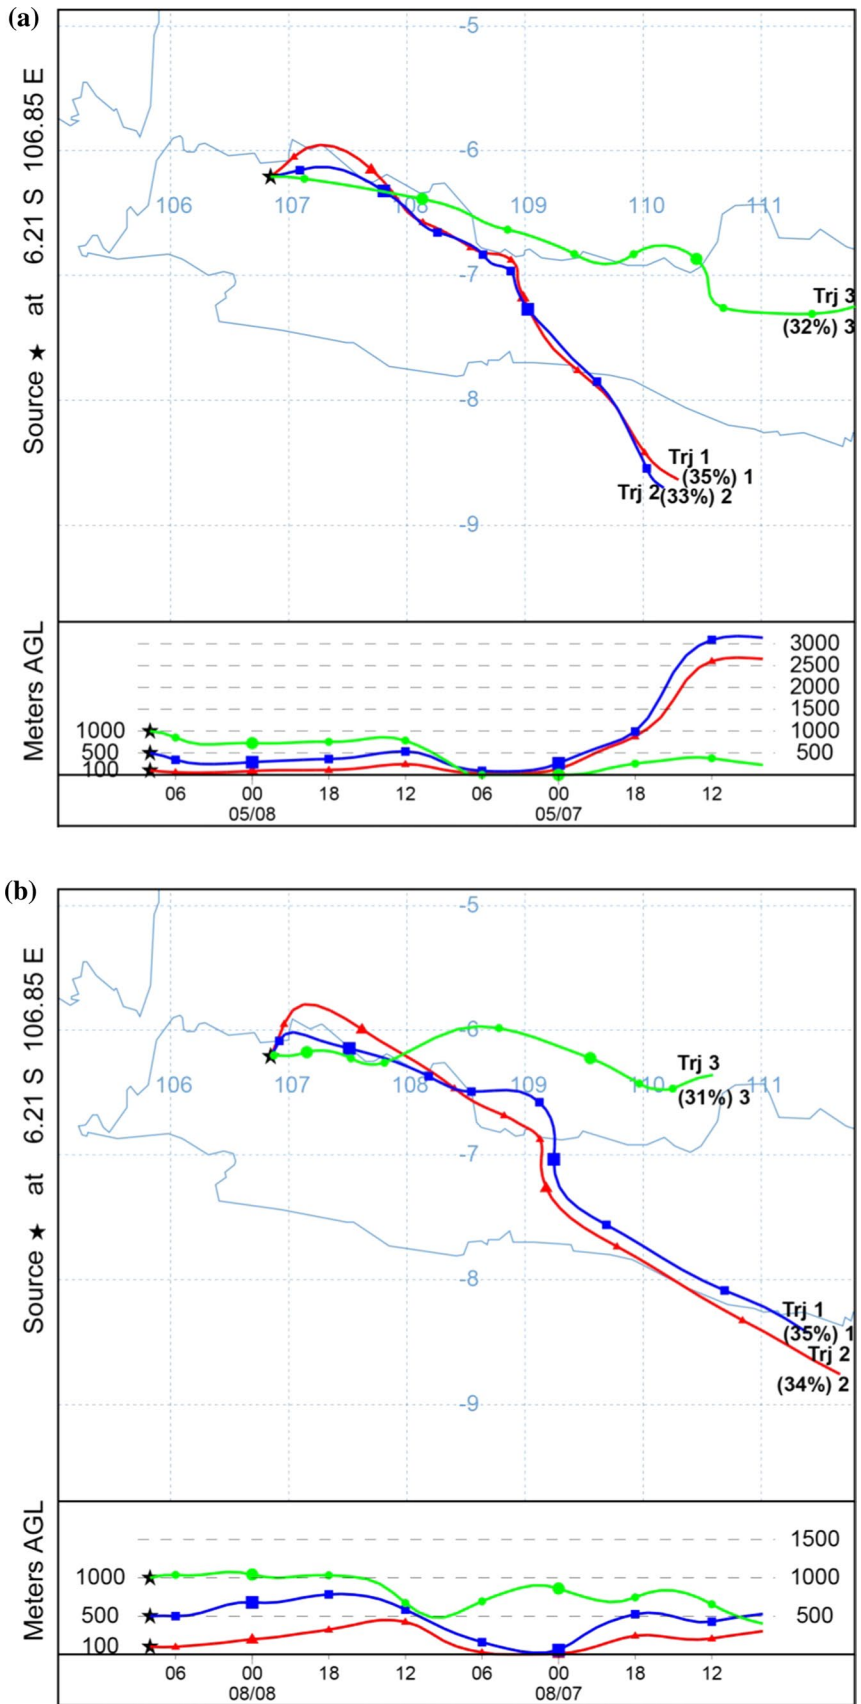 (a)
Source ★ at 6.21 S 106.85 E
-5
-6
106 107 108 109 110 111
-7
Trj 3
(32%) 3
-8
Trj 1
(35%) 1
Trj 2 (33%) 2
-9
Meters AGL
3000
2500
2000
1500
1000 1000
500 500
100
06 00 18 12 06 00 18 12
05/08 05/07
(b)
Source ★ at 6.21 S 106.85 E
-5
-6
Trj 3
106 107 108 109 110 111
(31%) 3
-7
-8
Trj 1
(35%) 1
Trj 2
(34%) 2
-9
Meters AGL
1500
1000 1000
500 500
100
06 00 18 12 06 00 18 12
08/08 08/07